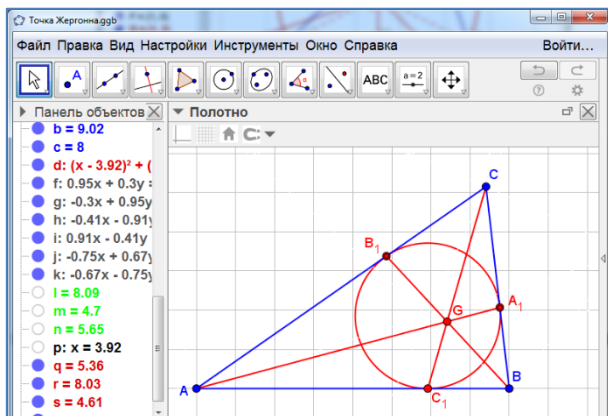 Точка Жергонна.ggb
Файл Правка Вид Настройки Инструменты Окно Справка Войти...
A
ABC
a=2
Панель объектов
Полотно
b = 9.02
c = 8
d: (x - 3.92)² + (
f: 0.95x + 0.3y =
g: -0.3x + 0.95y
h: -0.41x - 0.91y
i: 0.91x - 0.41y
j: -0.75x + 0.67y
k: -0.67x - 0.75y
l = 8.09
m = 4.7
n = 5.65
p: x = 3.92
q = 5.36
r = 8.03
s = 4.61
C
B₁
A₁
G
A
B
C₁